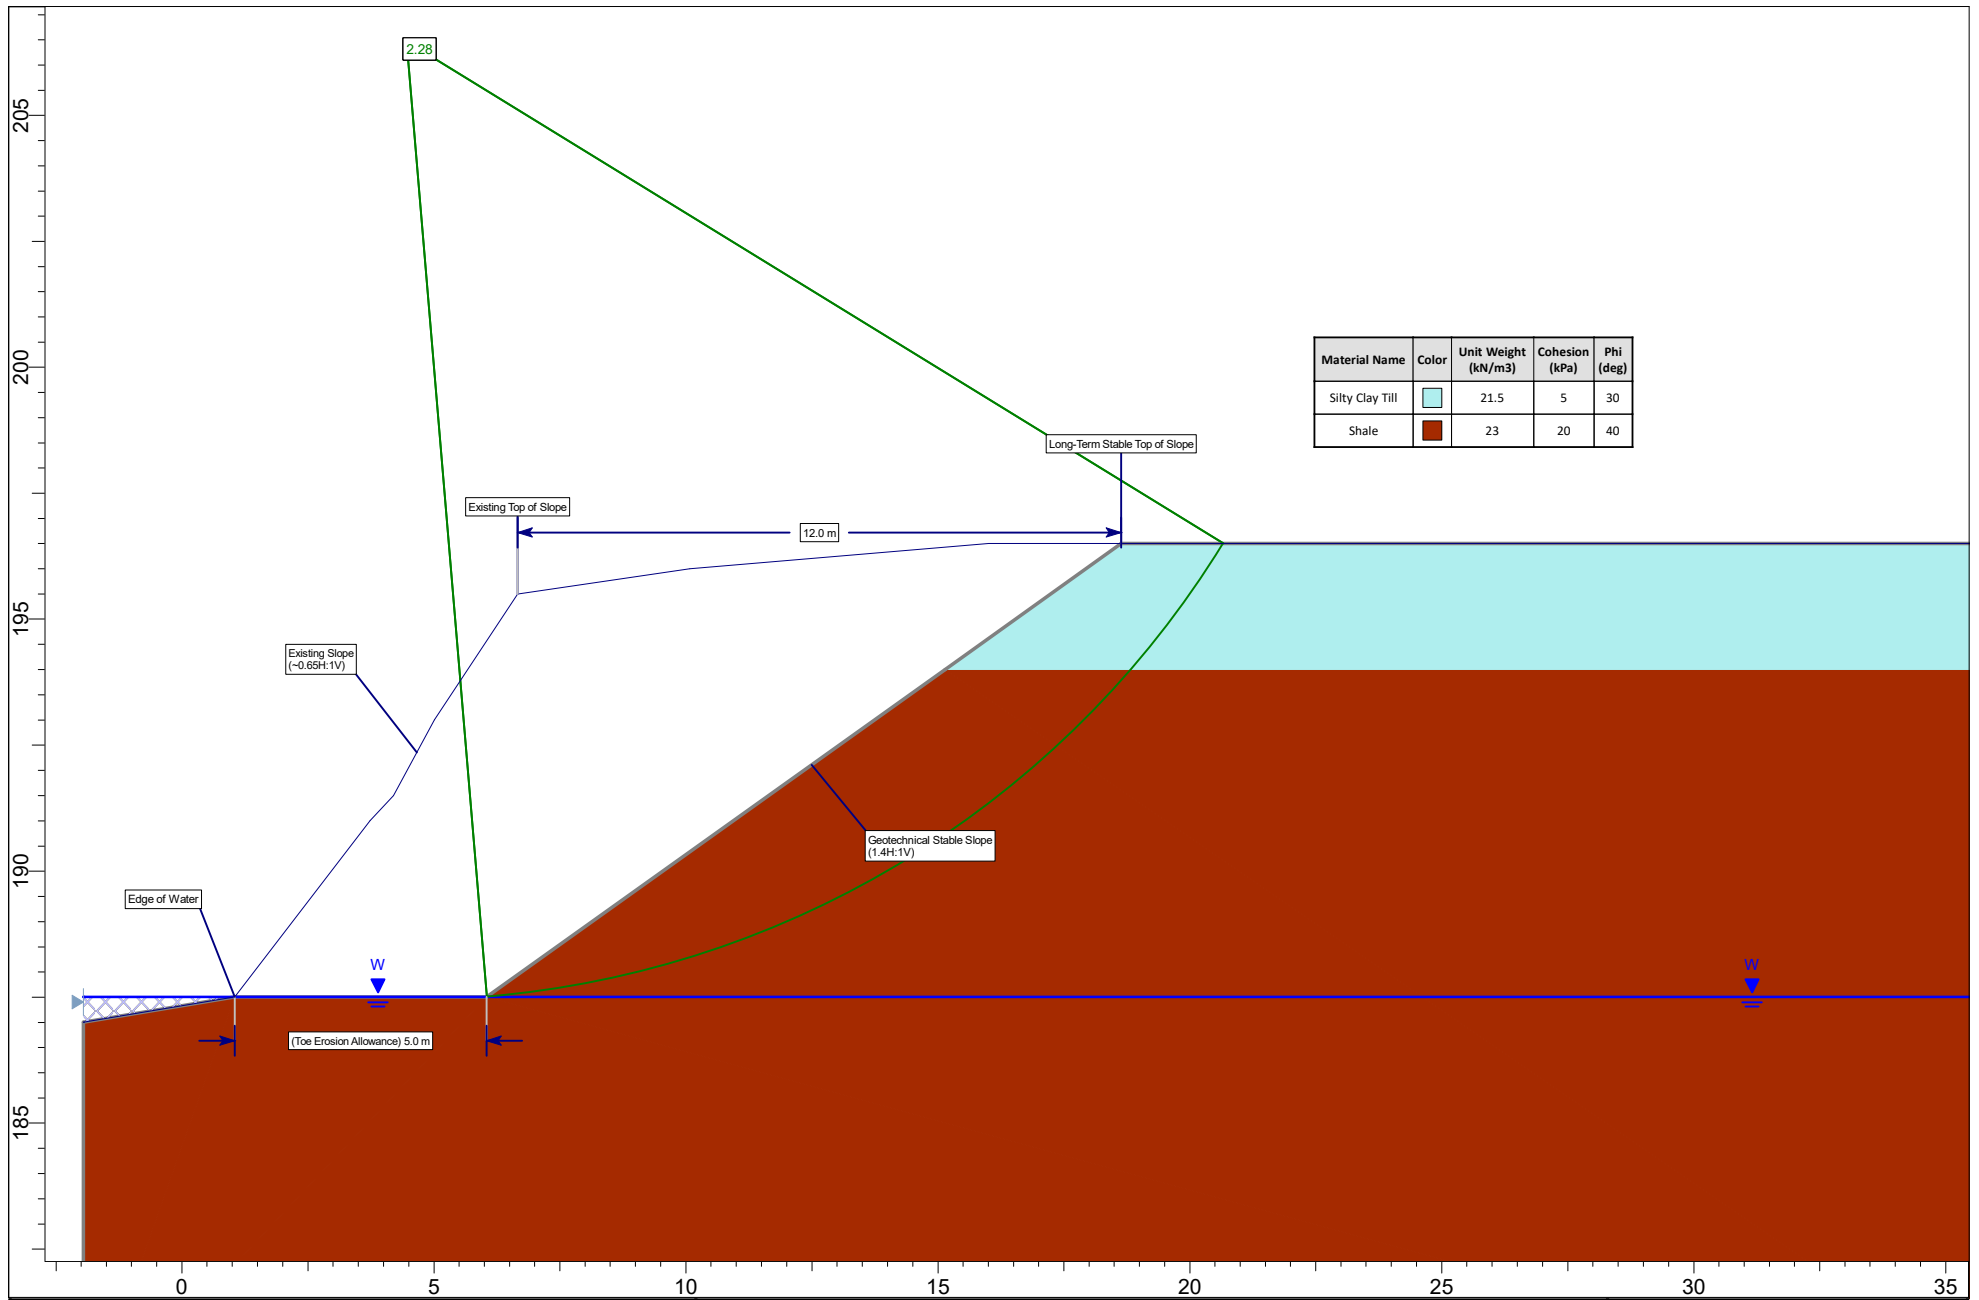 2.28
205
200
195
190
185
Material Name Color Unit Weight (kN/m3) Cohesion (kPa) Phi (deg)
Silty Clay Till 21.5 5 30
Shale 23 20 40
Long-Term Stable Top of Slope
Existing Top of Slope
12.0 m
Existing Slope
(~0.65H:1V)
Geotechnical Stable Slope
(1.4H:1V)
Edge of Water
W
W
(Toe Erosion Allowance) 5.0 m
0 5 10 15 20 25 30 35